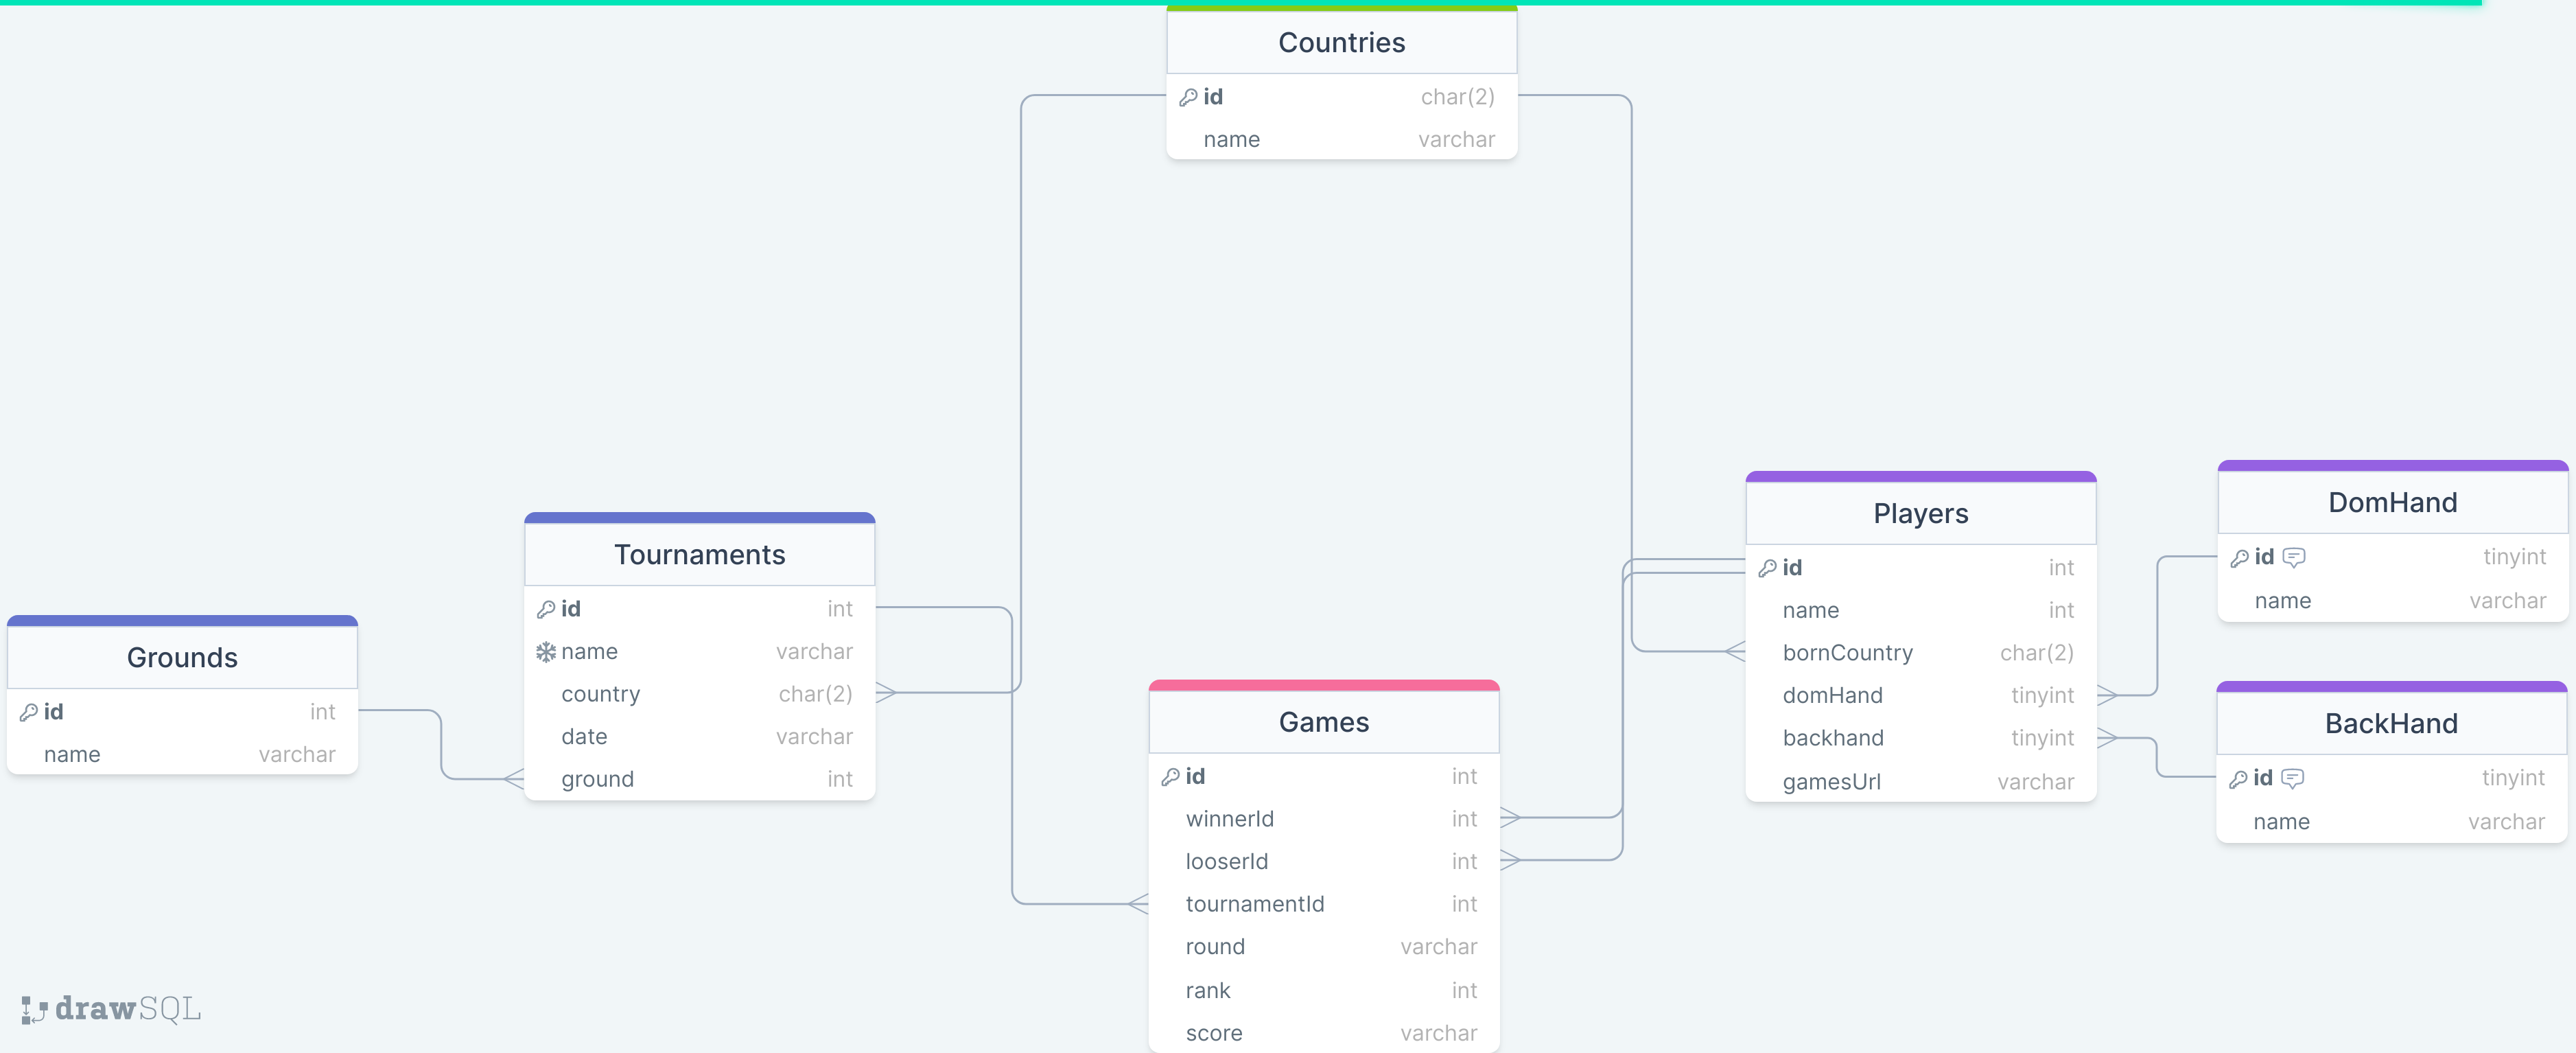 Countries
id char(2)
name varchar
Grounds
id int
name varchar
Tournaments
id int
name varchar
country char(2)
date varchar
ground int
Games
id int
winnerId int
looserId int
tournamentId int
round varchar
rank int
score varchar
Players
id int
name int
bornCountry char(2)
domHand tinyint
backhand tinyint
gamesUrl varchar
DomHand
id tinyint
name varchar
BackHand
id tinyint
name varchar
drawSQL